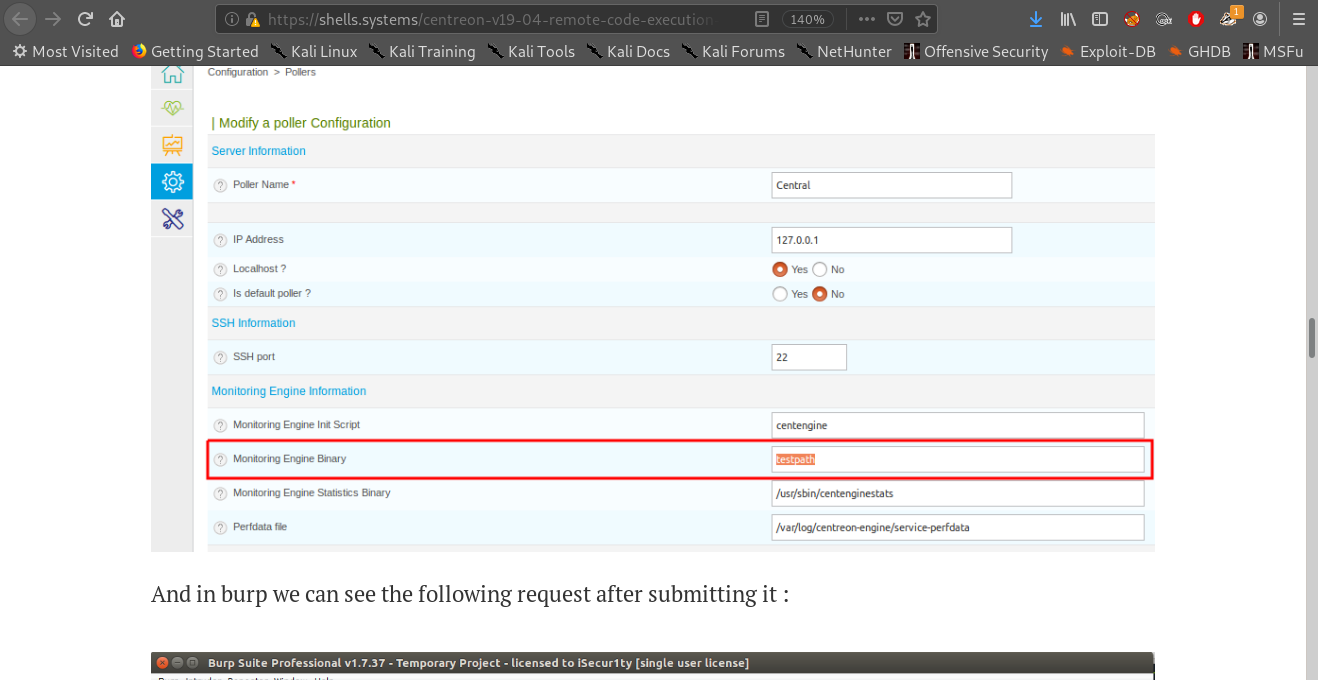 https://shells.systems/centreon-v19-04-remote-code-execution
140%
1
Most Visited Getting Started Kali Linux Kali Training Kali Tools Kali Docs Kali Forums NetHunter Offensive Security Exploit-DB GHDB MSFu
Configuration > Pollers
| Modify a poller Configuration
Server Information
? Poller Name * Central
? IP Address 127.0.0.1
? Localhost ? Yes No
? Is default poller ? Yes No
SSH Information
? SSH port 22
Monitoring Engine Information
? Monitoring Engine Init Script centengine
? Monitoring Engine Binary testpath
? Monitoring Engine Statistics Binary /usr/sbin/centenginestats
? Perfdata file /var/log/centreon-engine/service-perfdata
And in burp we can see the following request after submitting it :
Burp Suite Professional v1.7.37 - Temporary Project - licensed to iSecur1ty [single user license]